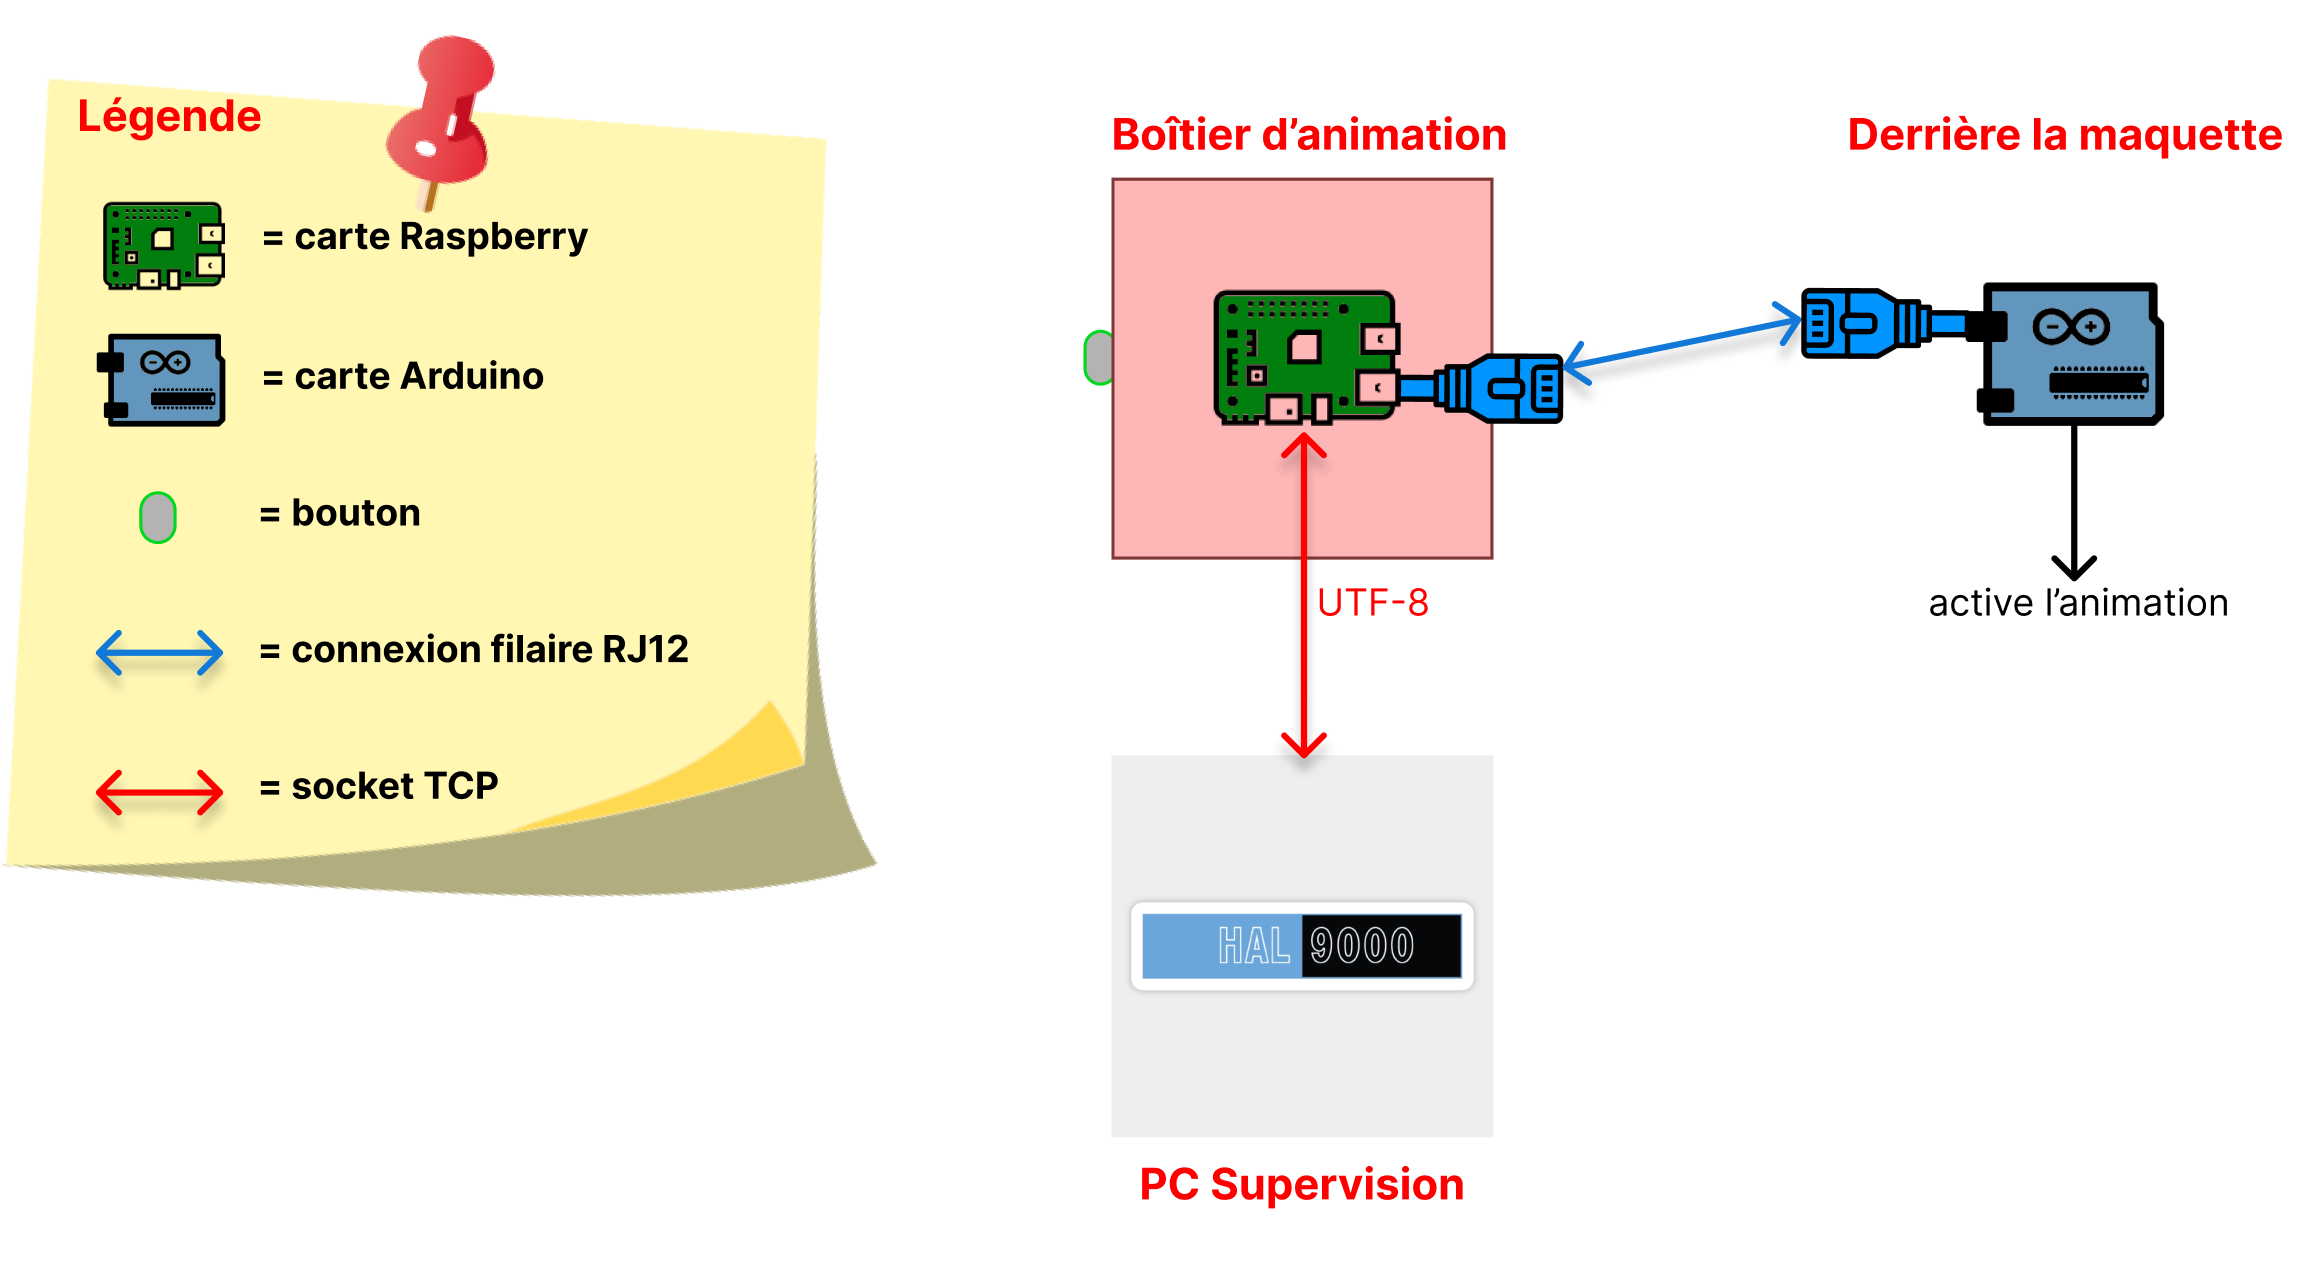 Légende
= carte Raspberry
= carte Arduino
= bouton
= connexion filaire RJ12
= socket TCP
Boîtier d’animation
UTF-8
HAL 9000
PC Supervision
Derrière la maquette
active l’animation